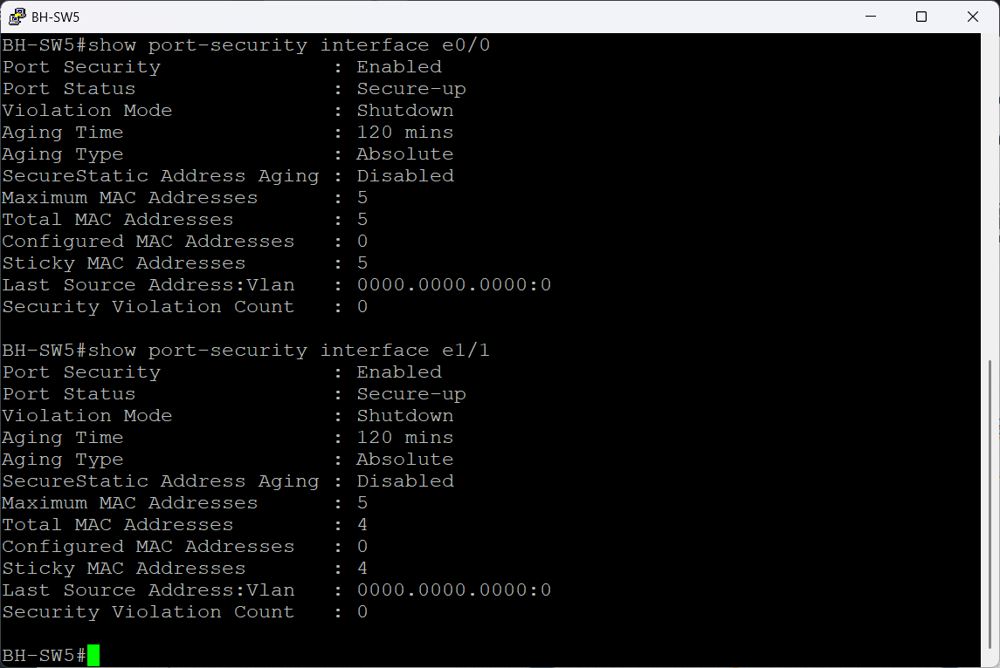 BH-SW5
BH-SW5#show port-security interface e0/0
Port Security              : Enabled
Port Status                : Secure-up
Violation Mode             : Shutdown
Aging Time                 : 120 mins
Aging Type                 : Absolute
SecureStatic Address Aging : Disabled
Maximum MAC Addresses      : 5
Total MAC Addresses        : 5
Configured MAC Addresses   : 0
Sticky MAC Addresses       : 5
Last Source Address:Vlan   : 0000.0000.0000:0
Security Violation Count   : 0

BH-SW5#show port-security interface e1/1
Port Security              : Enabled
Port Status                : Secure-up
Violation Mode             : Shutdown
Aging Time                 : 120 mins
Aging Type                 : Absolute
SecureStatic Address Aging : Disabled
Maximum MAC Addresses      : 5
Total MAC Addresses        : 4
Configured MAC Addresses   : 0
Sticky MAC Addresses       : 4
Last Source Address:Vlan   : 0000.0000.0000:0
Security Violation Count   : 0

BH-SW5#